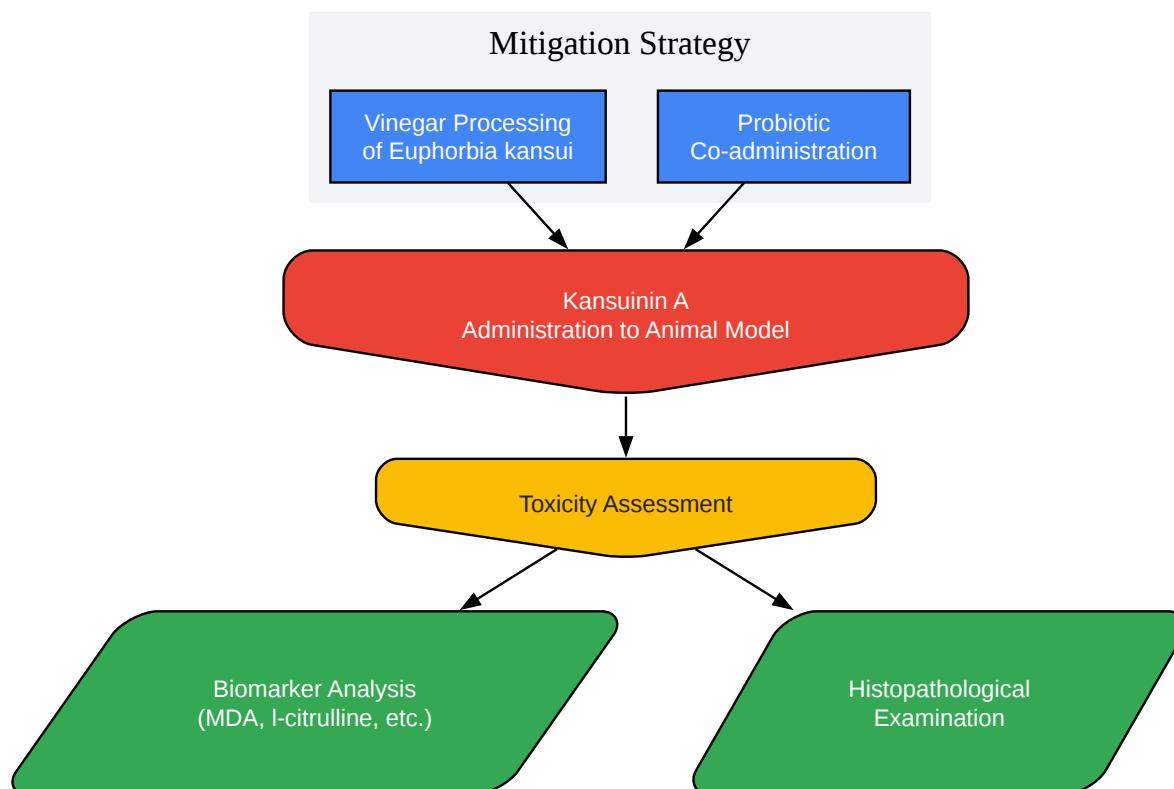 Mitigation Strategy
Vinegar Processing
of Euphorbia kansui
Probiotic
Co-administration
Kansuinin A
Administration to Animal Model
Toxicity Assessment
Biomarker Analysis
(MDA, l-citrulline, etc.)
Histopathological
Examination